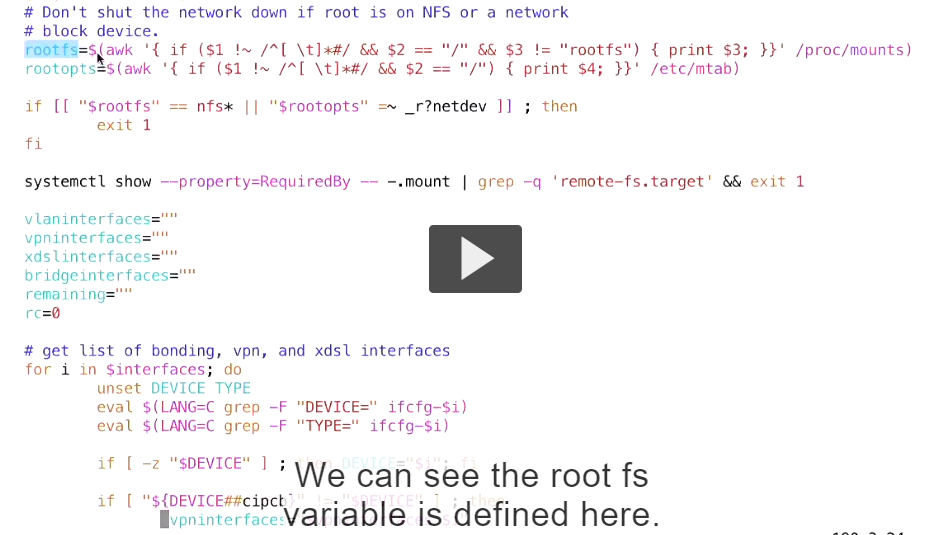 # Don't shut the network down if root is on NFS or a network
# block device.
rootfs=$(awk '{ if ($1 !~ /^[ \t]*#/ && $2 == "/" && $3 != "rootfs") { print $3; }}' /proc/mounts)
rootopts=$(awk '{ if ($1 !~ /^[ \t]*#/ && $2 == "/") { print $4; }}' /etc/mtab)
if [[ "$rootfs" == nfs* || "$rootopts" =~ _r?netdev ]] ; then
exit 1
fi
systemctl show --property=RequiredBy -- -.mount | grep -q 'remote-fs.target' && exit 1
vlaninterfaces=""
vpninterfaces=""
xdslinterfaces=""
bridgeinterfaces=""
remaining=""
rc=0
# get list of bonding, vpn, and xdsl interfaces
for i in $interfaces; do
unset DEVICE TYPE
eval $(LANG=C grep -F "DEVICE=" ifcfg-$i)
eval $(LANG=C grep -F "TYPE=" ifcfg-$i)
if [ -z "$DEVICE" ] ; then DEVICE="$i"; fi
if [ "${DEVICE##cipcb}" != "$DEVICE" ] ; then
vpninterfaces=
We can see the root fs
variable is defined here.